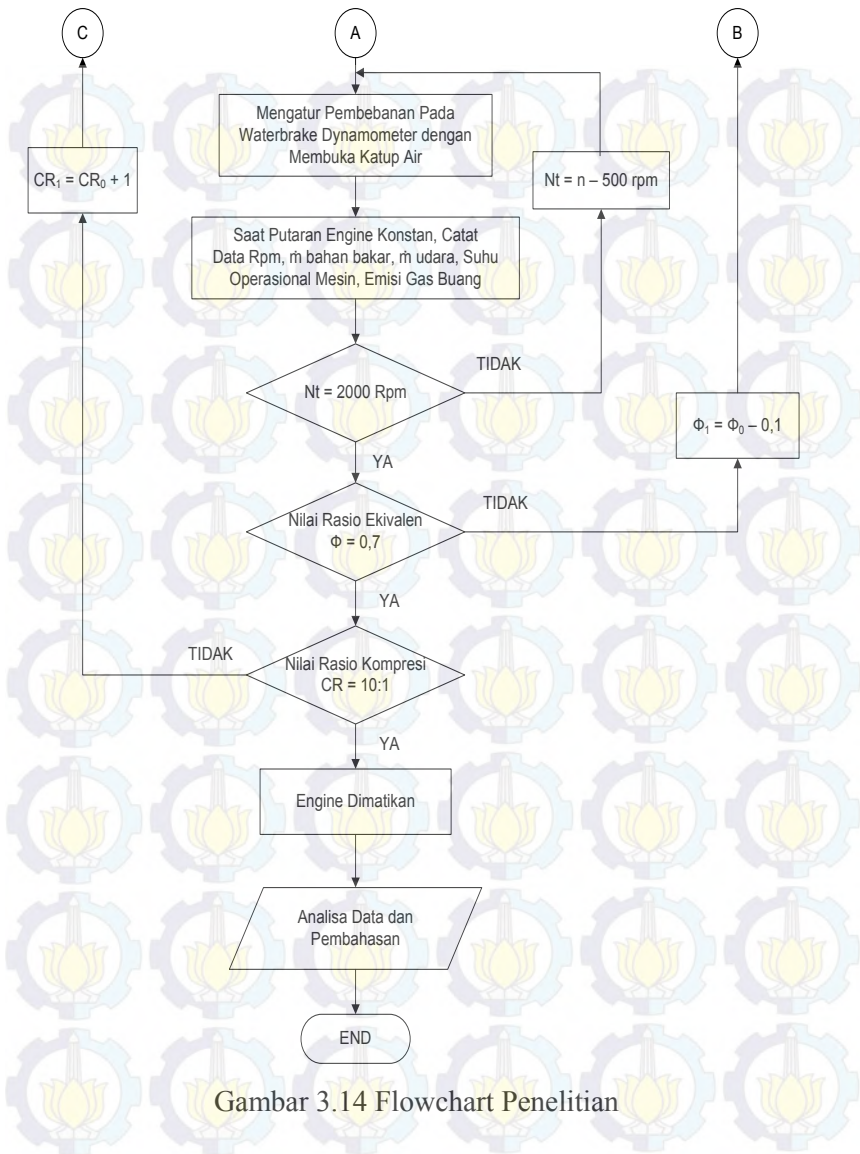 C
A
B
Mengatur Pembebanan Pada
Waterbrake Dynamometer dengan
Membuka Katup Air
CR₁ = CR₀ + 1
Nt = n – 500 rpm
Saat Putaran Engine Konstan, Catat
Data Rpm, ṁ bahan bakar, ṁ udara, Suhu
Operasional Mesin, Emisi Gas Buang
Nt = 2000 Rpm
TIDAK
Φ₁ = Φ₀ – 0,1
YA
Nilai Rasio Ekivalen
Φ = 0,7
TIDAK
YA
TIDAK
Nilai Rasio Kompresi
CR = 10:1
YA
Engine Dimatikan
Analisa Data dan
Pembahasan
END
Gambar 3.14 Flowchart Penelitian